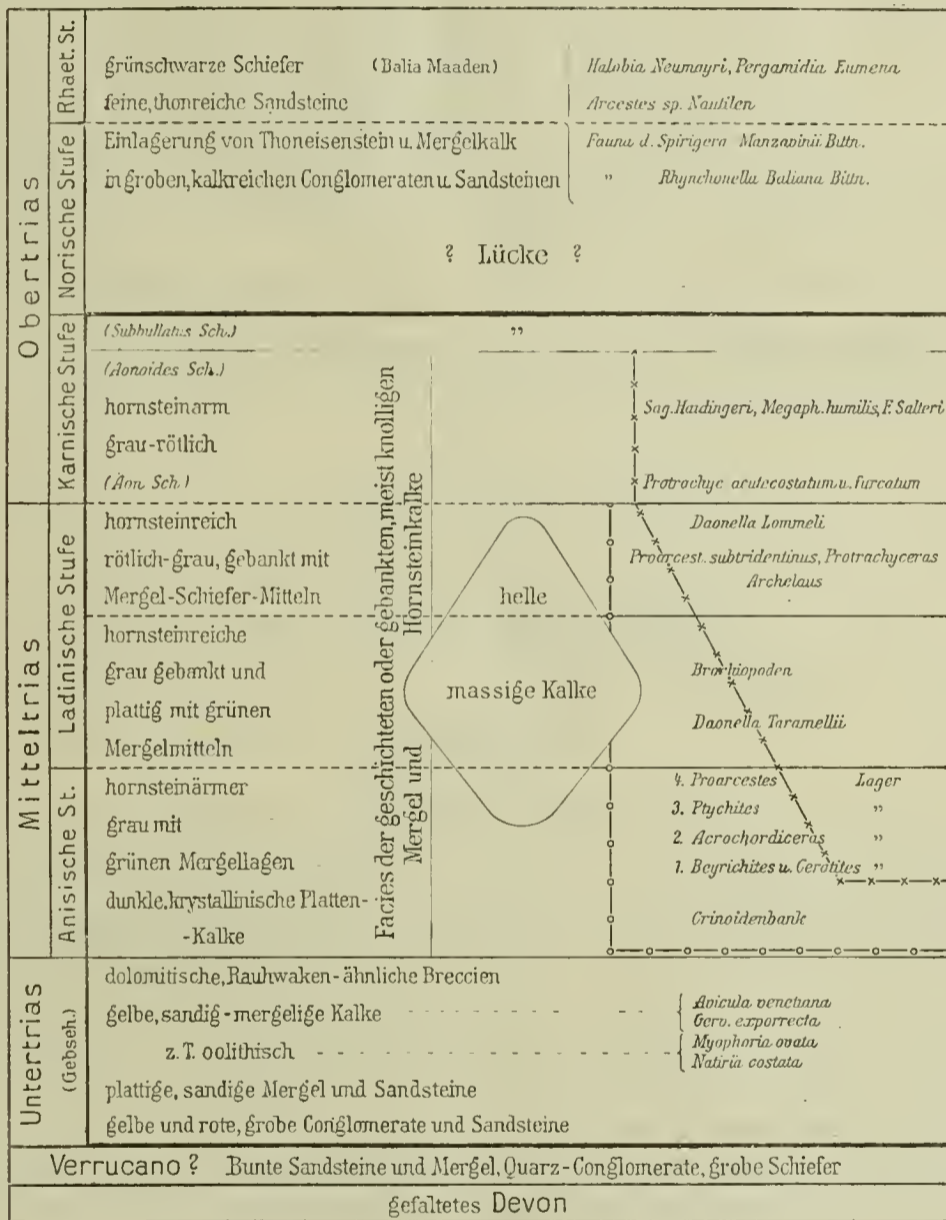 Obertrias
Rhaet. St.
grünschwarze Schiefer (Balia Maaden) Halobia Neumayri, Pergamidia Eumena
feine, thonreiche Sandsteine Arcestes sp. Nautilen
Norische Stufe
Einlagerung von Thoneisenstein u. Mergelkalk Fauna d. Spirigera Manzavinii Bittn.
in groben, kalkreichen Conglomeraten u. Sandsteinen " Rhynchonella Baliana Bittn.
? Lücke ?
Karnische Stufe
(Subbullatus Sch.) "
(Aonoides Sch.)
hornsteinarm Sag. Haidingeri, Megaph. humilis, F. Salteri
grau-rötlich
(Aon Sch.) Protrachyc acutecostatum u. furcatum
Facies der geschichteten oder gebankten, meist knolligen
Mergel und Hornsteinkalke
Mitteltrias
Ladinische Stufe
hornsteinreich Daonella Lommeli
rötlich-grau, gebankt mit Proarcest. subtridentinus, Protrachyceras
Mergel-Schiefer-Mitteln helle Archelaus
hornsteinreiche
grau gebankt und massige Kalke Brachiopoden
plattig mit grünen Daonella Taramellii
Mergelmitteln
Anisische St.
hornsteinärmer 4. Proarcestes Lager
grau mit 3. Ptychites "
grünen Mergellagen 2. Acrochordiceras "
1. Beyrichites u. Ceratites "
dunkle, krystallinische Platten-
-Kalke Crinoidenbank
Untertrias
(Gebseh.)
dolomitische, Rauhwaken-ähnliche Breccien
gelbe, sandig-mergelige Kalke Avicula venetiana
Gerv. exporrecta
z. T. oolithisch Myophoria ovata
Natiria costata
plattige, sandige Mergel und Sandsteine
gelbe und rote, grobe Conglomerate und Sandsteine
Verrucano ? Bunte Sandsteine und Mergel, Quarz-Conglomerate, grobe Schiefer
gefaltetes Devon